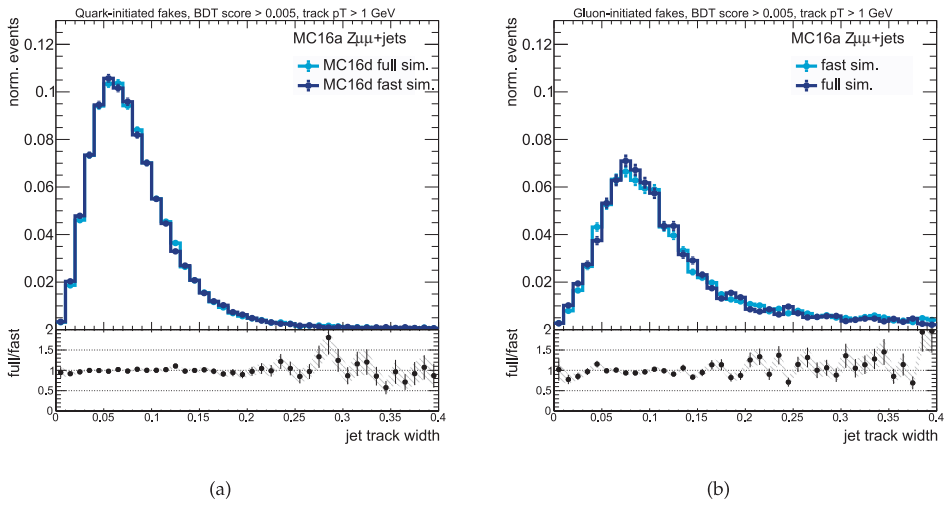 Quark-initiated fakes, BDT score > 0.005, track pT > 1 GeV
norm. events
0.12
0.1
0.08
0.06
0.04
0.02
MC16a Zμμ+jets
MC16d full sim.
MC16d fast sim.
full/fast
2
1.5
1
0.5
0
0 0.05 0.1 0.15 0.2 0.25 0.3 0.35 0.4
jet track width
(a)
Gluon-initiated fakes, BDT score > 0.005, track pT > 1 GeV
norm. events
0.12
0.1
0.08
0.06
0.04
0.02
MC16a Zμμ+jets
fast sim.
full sim.
full/fast
2
1.5
1
0.5
0
0 0.05 0.1 0.15 0.2 0.25 0.3 0.35 0.4
jet track width
(b)